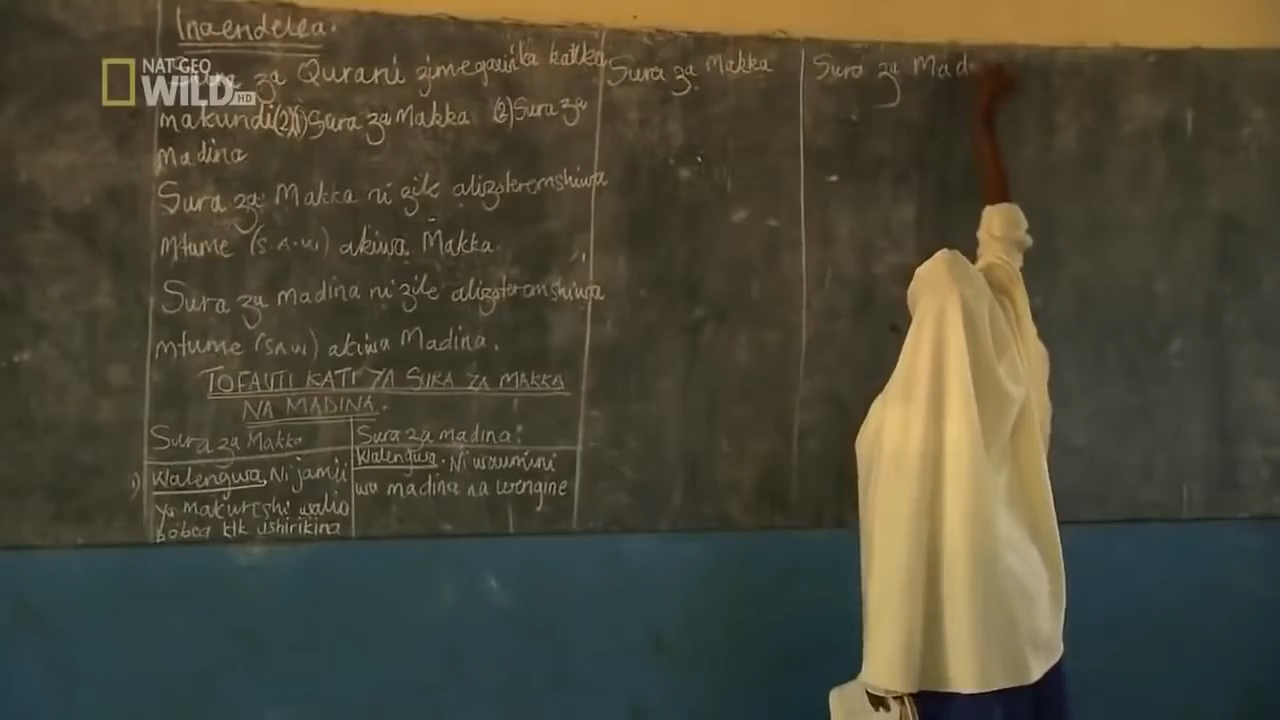 NAT GEO
WILD HD
Inaendelea.
za Qurani zimegawika katika
makundi(2)(1)Sura za Makka (2)Sura za
Madina
Sura za Makka ni zile alizoteremshiwa
Mtume (S.A.W) akiwa Makka.
Sura za madina ni zile alizoteremshiwa
mtume (SAW) akiwa Madina.
TOFAUTI KATI YA SURA ZA MAKKA
NA MADINA.
Sura za Makka
Sura za madina:
1) Walengwa, Ni jamii
ya makureshi walio
bobea ktk ushirikina
Walengwa. Ni waumini
wa madina na wengine
Sura za Makka
Sura za Mad